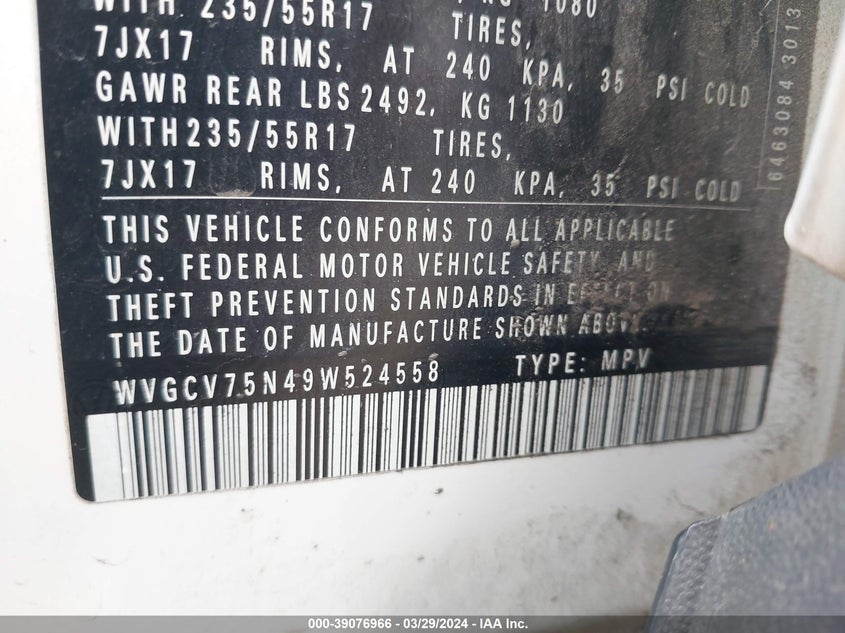 WITH 235/55R17 TIRES,
7JX17 RIMS, AT 240 KPA, 35 PSI COLD
GAWR REAR LBS 2492, KG 1130
WITH 235/55R17 TIRES,
7JX17 RIMS, AT 240 KPA, 35 PSI COLD
THIS VEHICLE CONFORMS TO ALL APPLICABLE
U.S. FEDERAL MOTOR VEHICLE SAFETY AND
THEFT PREVENTION STANDARDS IN EFFECT ON
THE DATE OF MANUFACTURE SHOWN ABOVE.
WVGCV75N49W524558 TYPE: MPV
6463084 3013
000-39076966 | 03/29/2024 | IAA Inc.